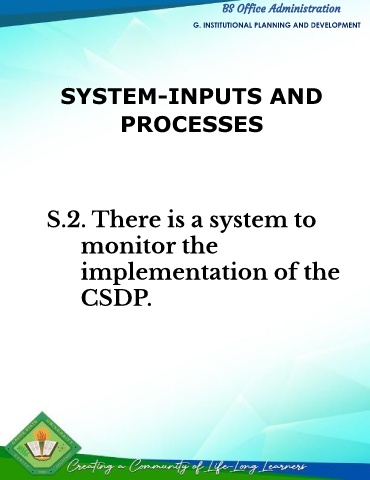 BS Office Administration
G. INSTITUTIONAL PLANNING AND DEVELOPMENT
SYSTEM-INPUTS AND
PROCESSES
S.2. There is a system to
monitor the
implementation of the
CSDP.
Creating a Community of Life-Long Learners